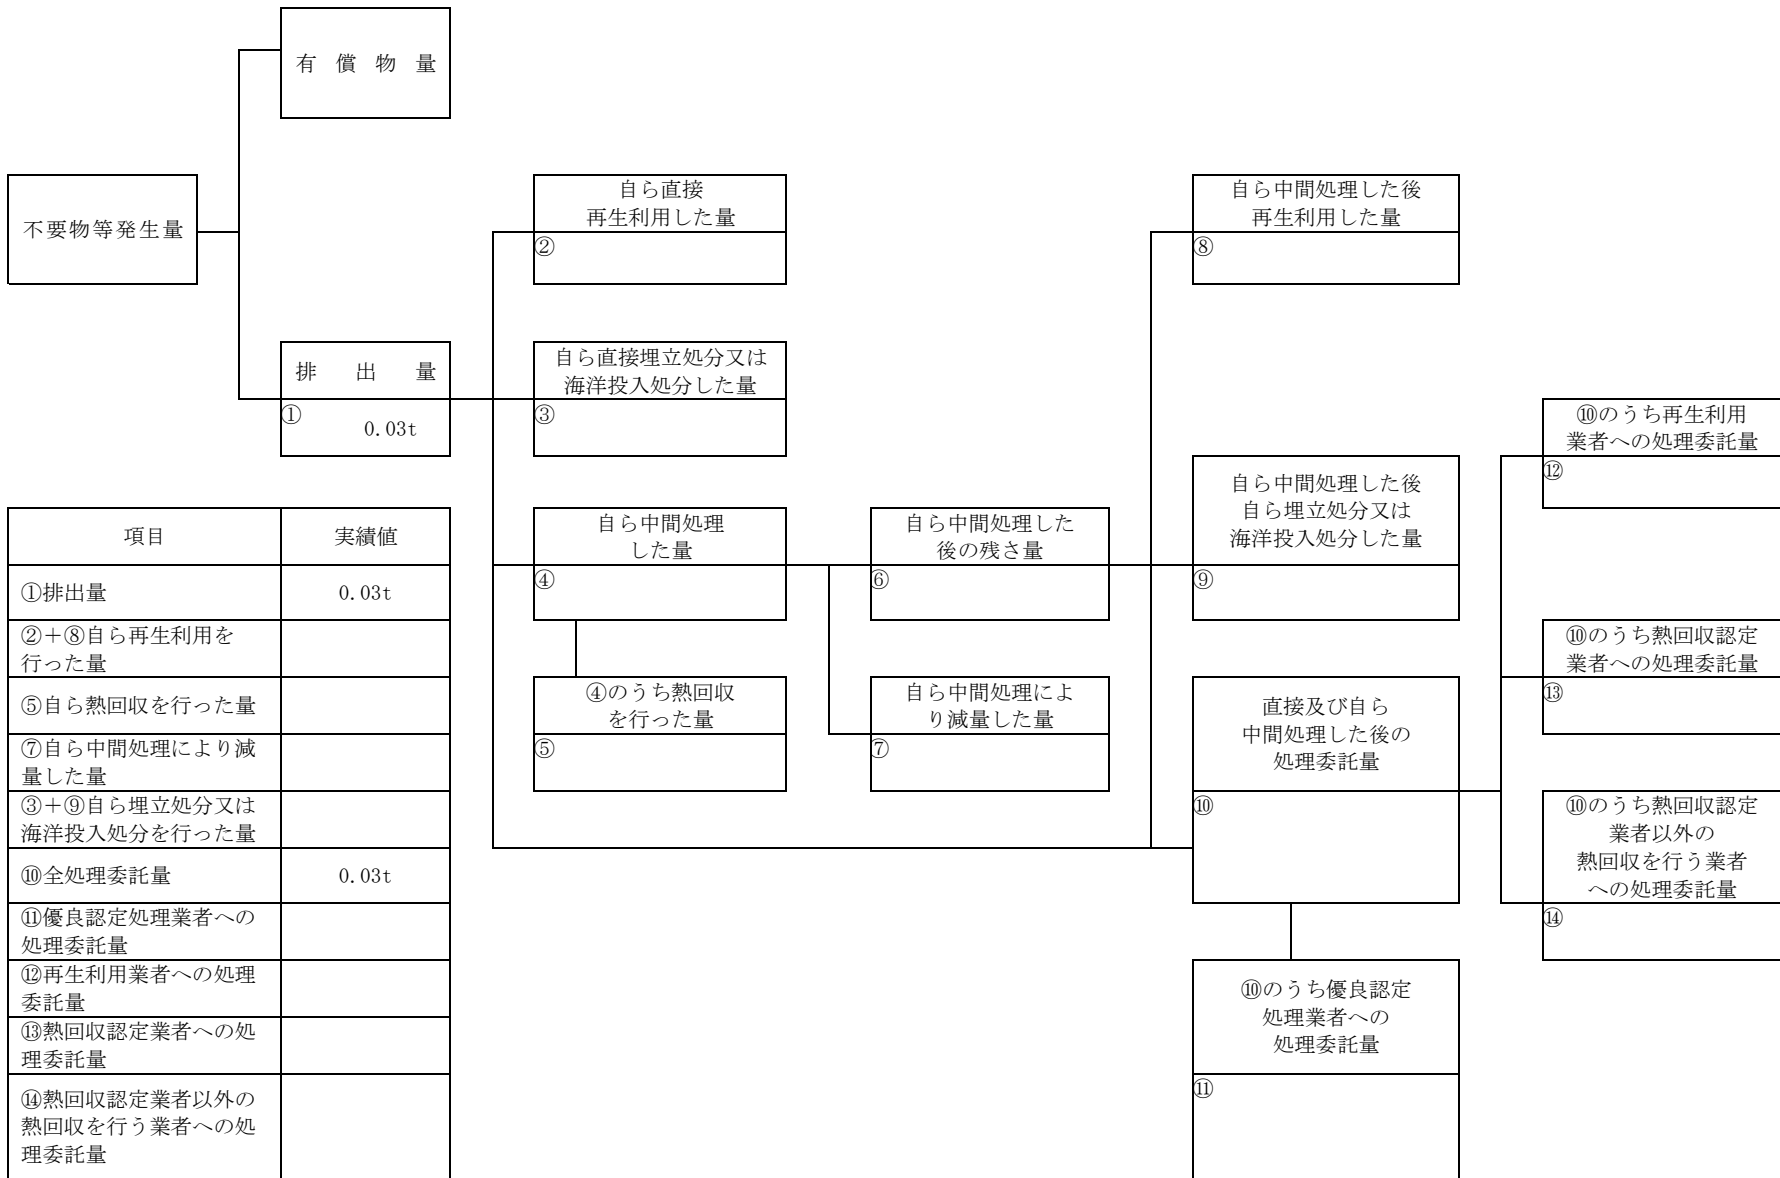 有償物量
不要物等発生量
自ら直接
再生利用した量
②
自ら中間処理した後
再生利用した量
⑧
排出量
①
0.03t
自ら直接埋立処分又は
海洋投入処分した量
③
⑩のうち再生利用
業者への処理委託量
⑫
自ら中間処理した後
自ら埋立処分又は
海洋投入処分した量
⑨
自ら中間処理
した量
④
自ら中間処理した
後の残さ量
⑥
⑩のうち熱回収認定
業者への処理委託量
⑬
④のうち熱回収
を行った量
⑤
自ら中間処理によ
り減量した量
⑦
直接及び自ら
中間処理した後の
処理委託量
⑩
⑩のうち熱回収認定
業者以外の
熱回収を行う業者
への処理委託量
⑭
⑩のうち優良認定
処理業者への
処理委託量
⑪
項目 実績値
①排出量 0.03t
②＋⑧自ら再生利用を
行った量
⑤自ら熱回収を行った量
⑦自ら中間処理により減
量した量
③＋⑨自ら埋立処分又は
海洋投入処分を行った量
⑩全処理委託量 0.03t
⑪優良認定処理業者への
処理委託量
⑫再生利用業者への処理
委託量
⑬熱回収認定業者への処
理委託量
⑭熱回収認定業者以外の
熱回収を行う業者への処
理委託量